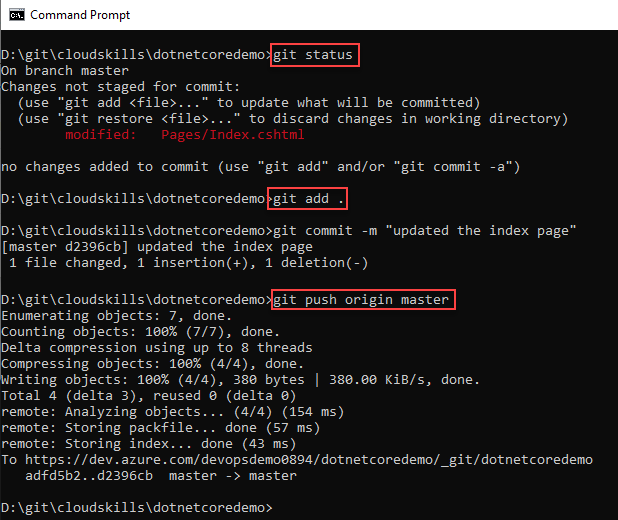 Command Prompt
D:\git\cloudskills\dotnetcoredemo>git status
On branch master
Changes not staged for commit:
  (use "git add <file>..." to update what will be committed)
  (use "git restore <file>..." to discard changes in working directory)
        modified:   Pages/Index.cshtml
no changes added to commit (use "git add" and/or "git commit -a")
D:\git\cloudskills\dotnetcoredemo>git add .
D:\git\cloudskills\dotnetcoredemo>git commit -m "updated the index page"
[master d2396cb] updated the index page
 1 file changed, 1 insertion(+), 1 deletion(-)
D:\git\cloudskills\dotnetcoredemo>git push origin master
Enumerating objects: 7, done.
Counting objects: 100% (7/7), done.
Delta compression using up to 8 threads
Compressing objects: 100% (4/4), done.
Writing objects: 100% (4/4), 380 bytes | 380.00 KiB/s, done.
Total 4 (delta 3), reused 0 (delta 0)
remote: Analyzing objects... (4/4) (154 ms)
remote: Storing packfile... done (57 ms)
remote: Storing index... done (43 ms)
To https://dev.azure.com/devopsdemo0894/dotnetcoredemo/_git/dotnetcoredemo
   adfd5b2..d2396cb  master -> master
D:\git\cloudskills\dotnetcoredemo>